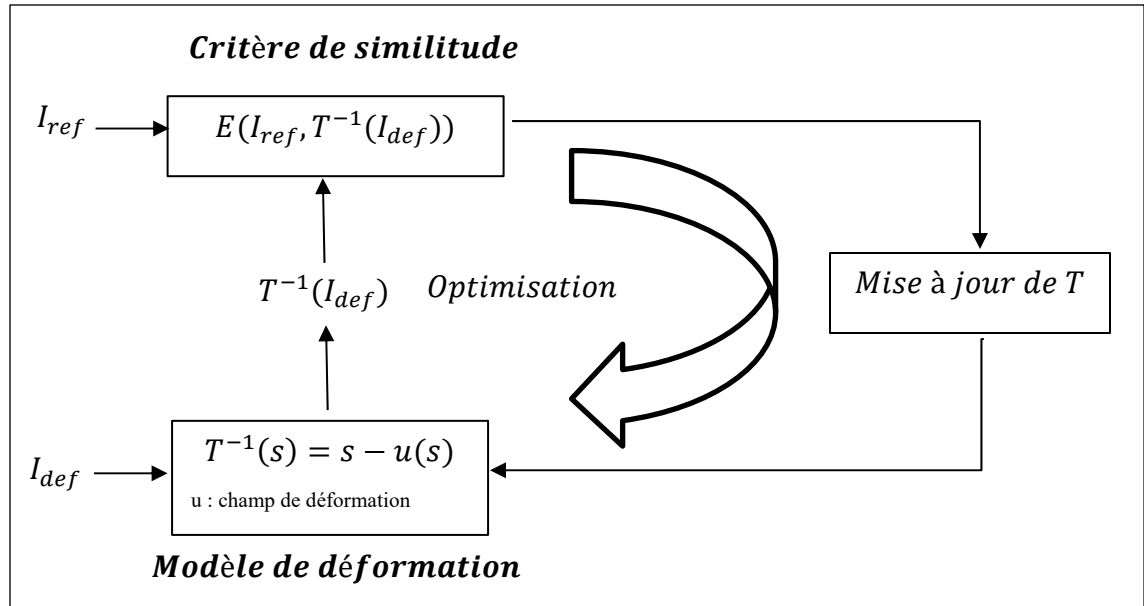 Critère de similitude
I_ref
E(I_ref, T⁻¹(I_def))
Mise à jour de T
T⁻¹(I_def)
Optimisation
T⁻¹(s) = s − u(s)
I_def
u : champ de déformation
Modèle de déformation